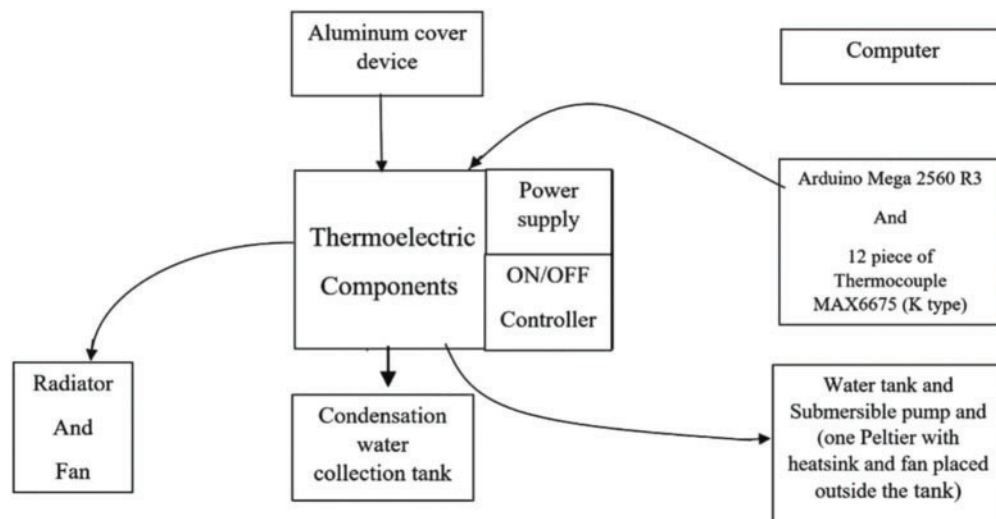 Aluminum cover
device
Computer
Thermoelectric
Components
Power
supply
ON/OFF
Controller
Arduino Mega 2560 R3
And
12 piece of
Thermocouple
MAX6675 (K type)
Radiator
And
Fan
Condensation
water
collection tank
Water tank and
Submersible pump and
(one Peltier with
heatsink and fan placed
outside the tank)